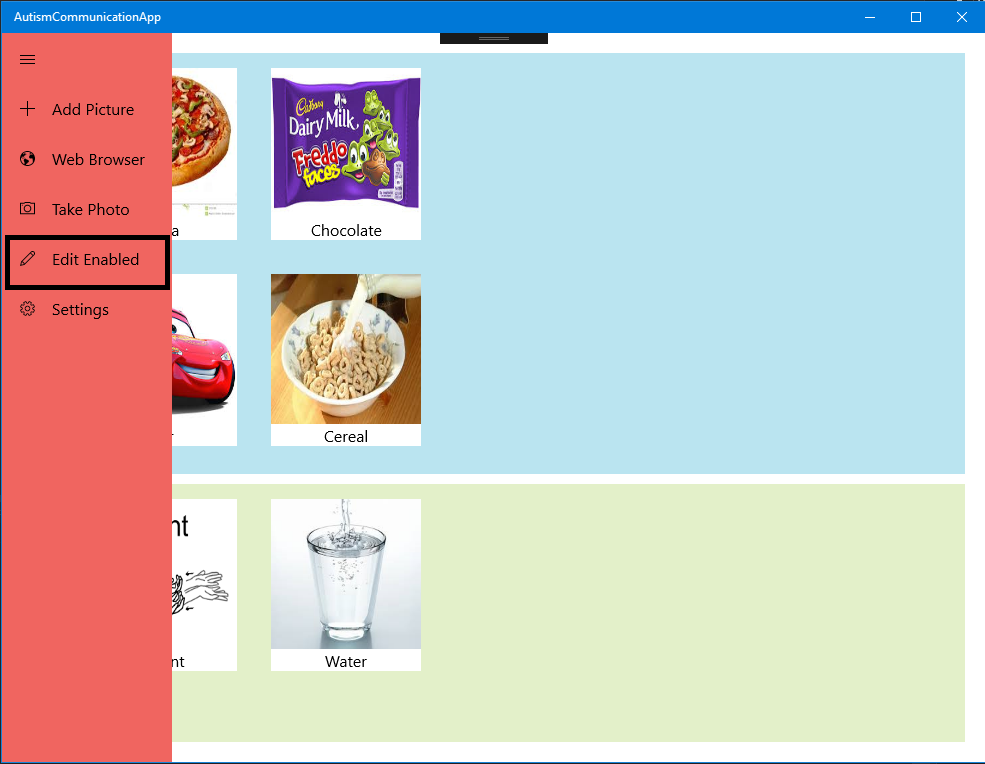 AutismCommunicationApp
Add Picture
Web Browser
Take Photo
Edit Enabled
Settings
a
Cadbury
Dairy Milk
Freddo
faces
Chocolate
Cereal
nt
nt
Water